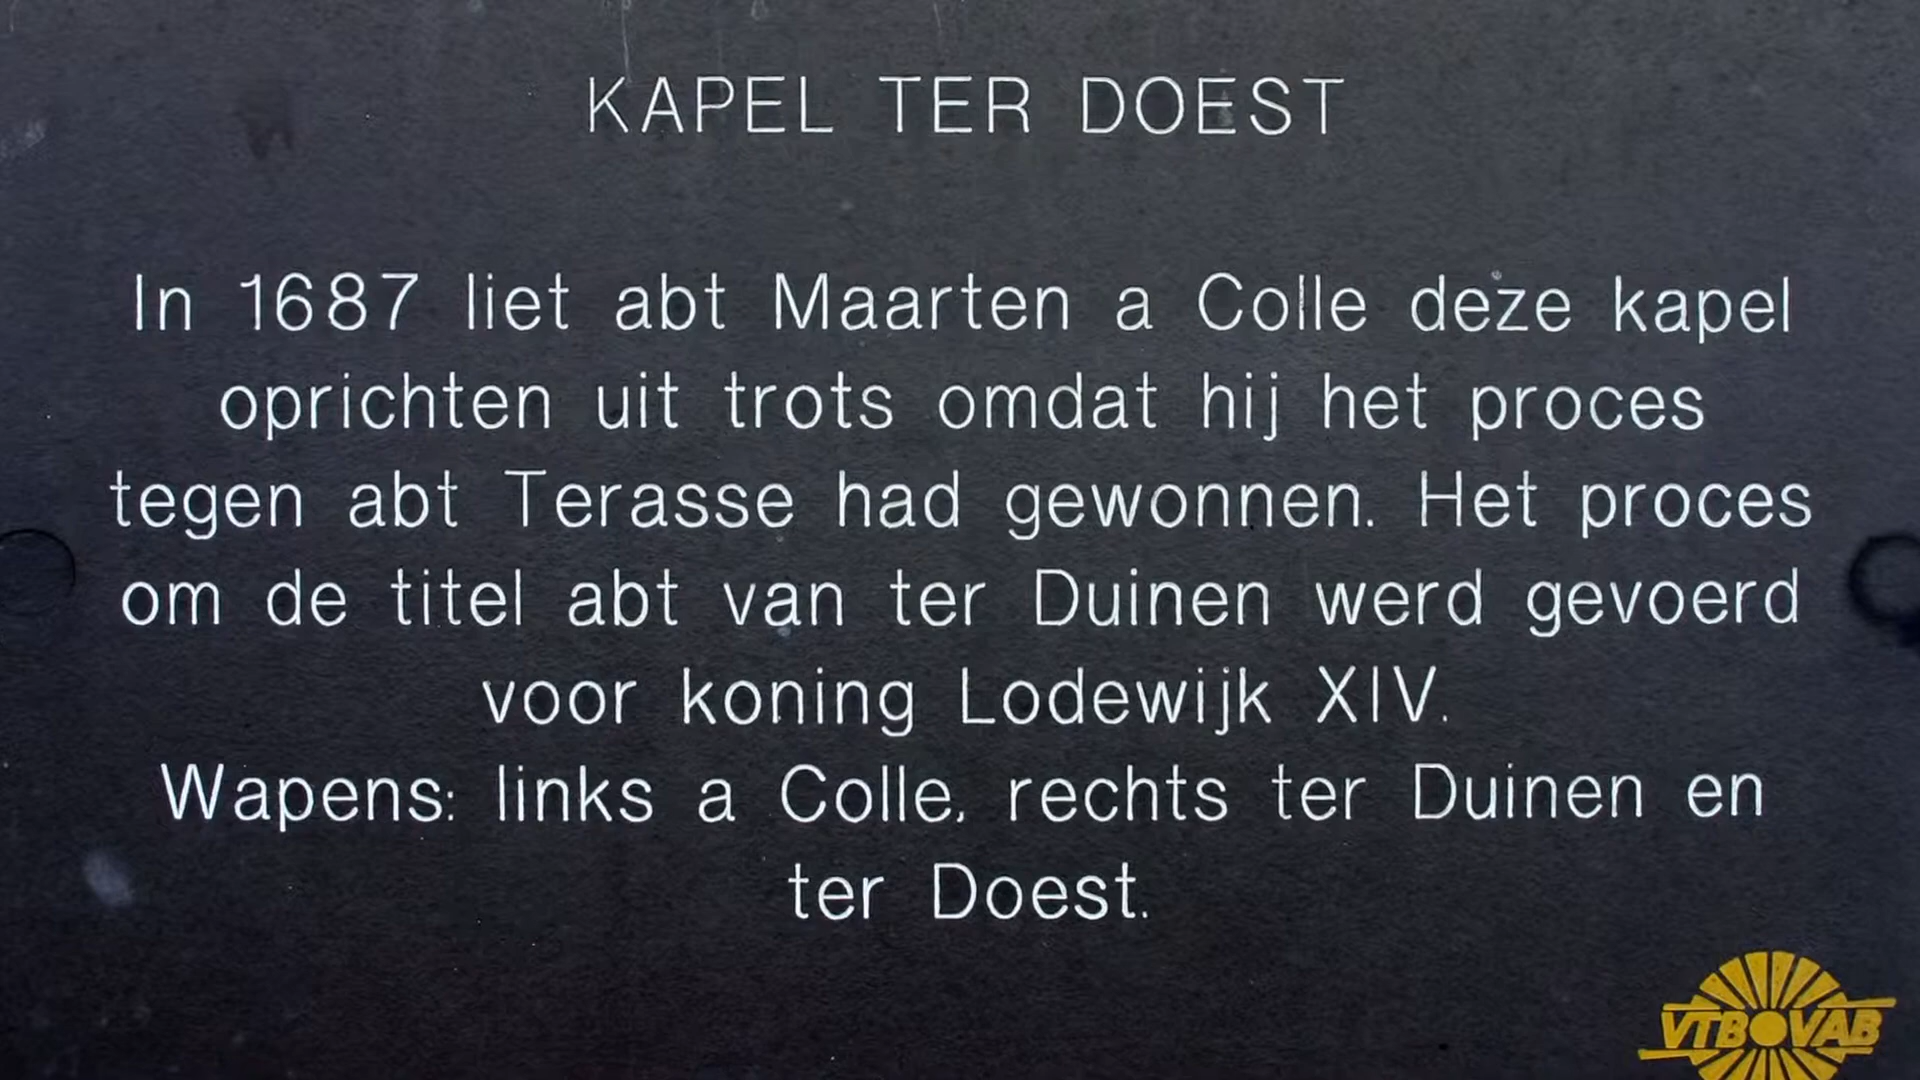 KAPEL TER DOEST
In 1687 liet abt Maarten a Colle deze kapel
oprichten uit trots omdat hij het proces
tegen abt Terasse had gewonnen. Het proces
om de titel abt van ter Duinen werd gevoerd
voor koning Lodewijk XIV.
Wapens: links a Colle, rechts ter Duinen en
ter Doest.
VTB VAB